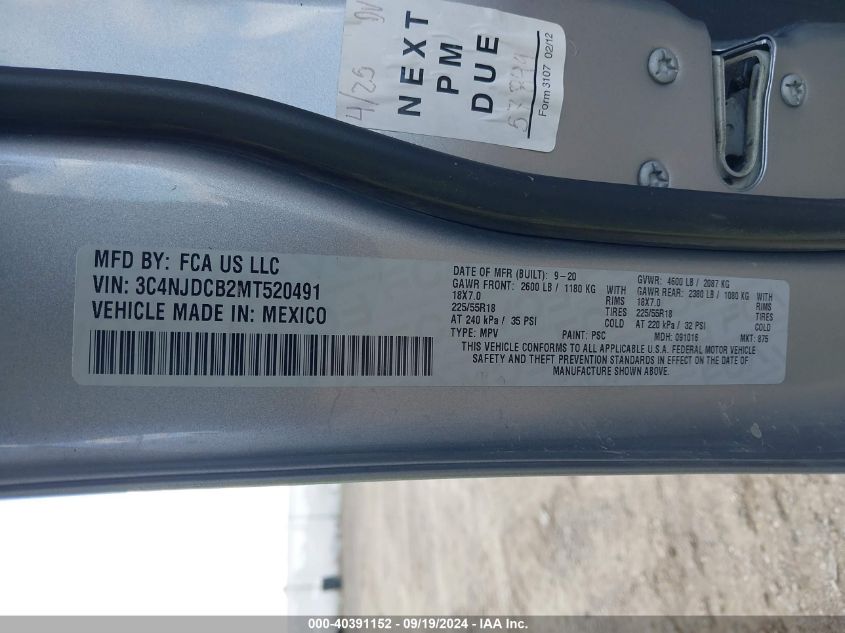 4/25
NEXT
PM
DUE
Form 3107 02/12
MFD BY: FCA US LLC
VIN: 3C4NJDCB2MT520491
VEHICLE MADE IN: MEXICO
DATE OF MFR (BUILT): 9-20
GAWR FRONT: 2600 LB / 1180 KG WITH
18X7.0 RIMS
225/55R18 TIRES
AT 240 kPa / 35 PSI COLD
TYPE: MPV PAINT: PSC
GVWR: 4600 LB / 2087 KG
GAWR REAR: 2380 LB / 1080 KG WITH
18X7.0 RIMS
225/55R18 TIRES
AT 220 kPa / 32 PSI COLD
MDH: 091016 MKT: 875
THIS VEHICLE CONFORMS TO ALL APPLICABLE U.S.A. FEDERAL MOTOR VEHICLE
SAFETY AND THEFT PREVENTION STANDARDS IN EFFECT ON THE DATE OF
MANUFACTURE SHOWN ABOVE.
000-40391152 - 09/19/2024 - IMPACT Auctions, LLC.